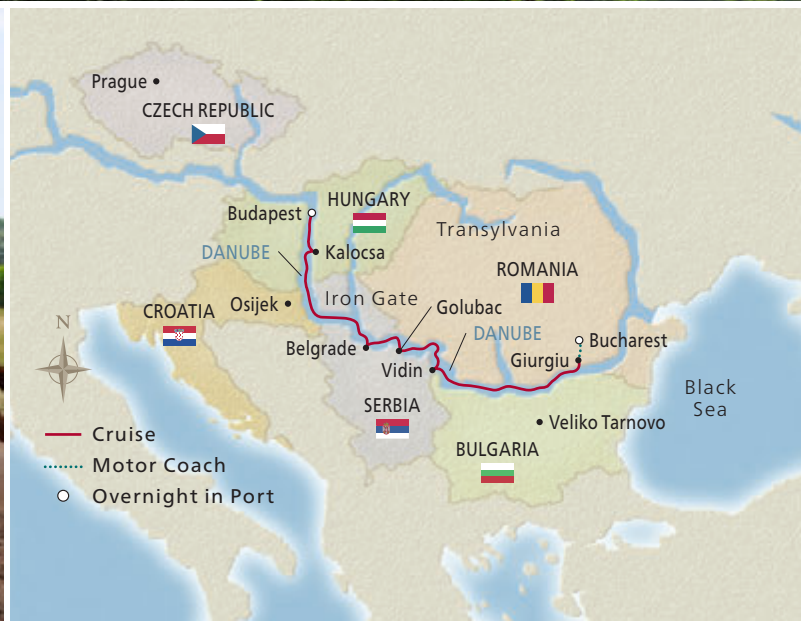 Prague
CZECH REPUBLIC
HUNGARY
Budapest
Transylvania
DANUBE
Kalocsa
ROMANIA
CROATIA
Osijek
Iron Gate
Golubac
N
DANUBE
Bucharest
Belgrade
Giurgiu
Vidin
Black
Sea
SERBIA
Veliko Tarnovo
Cruise
BULGARIA
Motor Coach
Overnight in Port